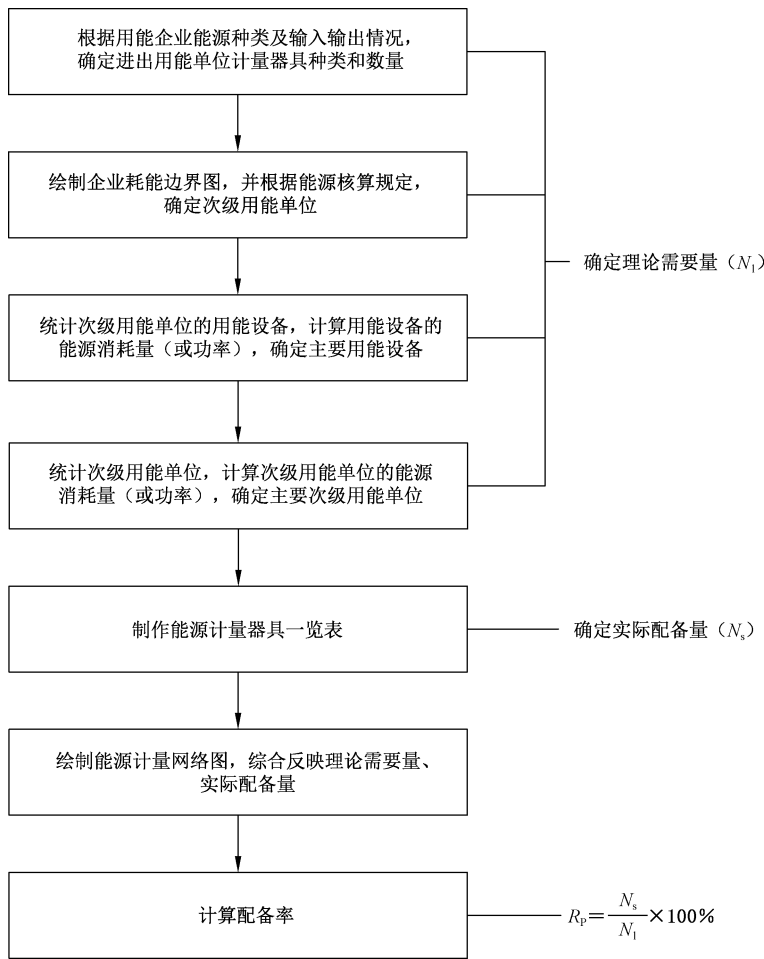 根据用能企业能源种类及输入输出情况，
确定进出用能单位计量器具种类和数量
绘制企业耗能边界图，并根据能源核算规定，
确定次级用能单位
确定理论需要量（N₁）
统计次级用能单位的用能设备，计算用能设备的
能源消耗量（或功率），确定主要用能设备
统计次级用能单位，计算次级用能单位的能源
消耗量（或功率），确定主要次级用能单位
制作能源计量器具一览表
确定实际配备量（Nₛ）
绘制能源计量网络图，综合反映理论需要量、
实际配备量
计算配备率
R_P=N_s/N_l×100%